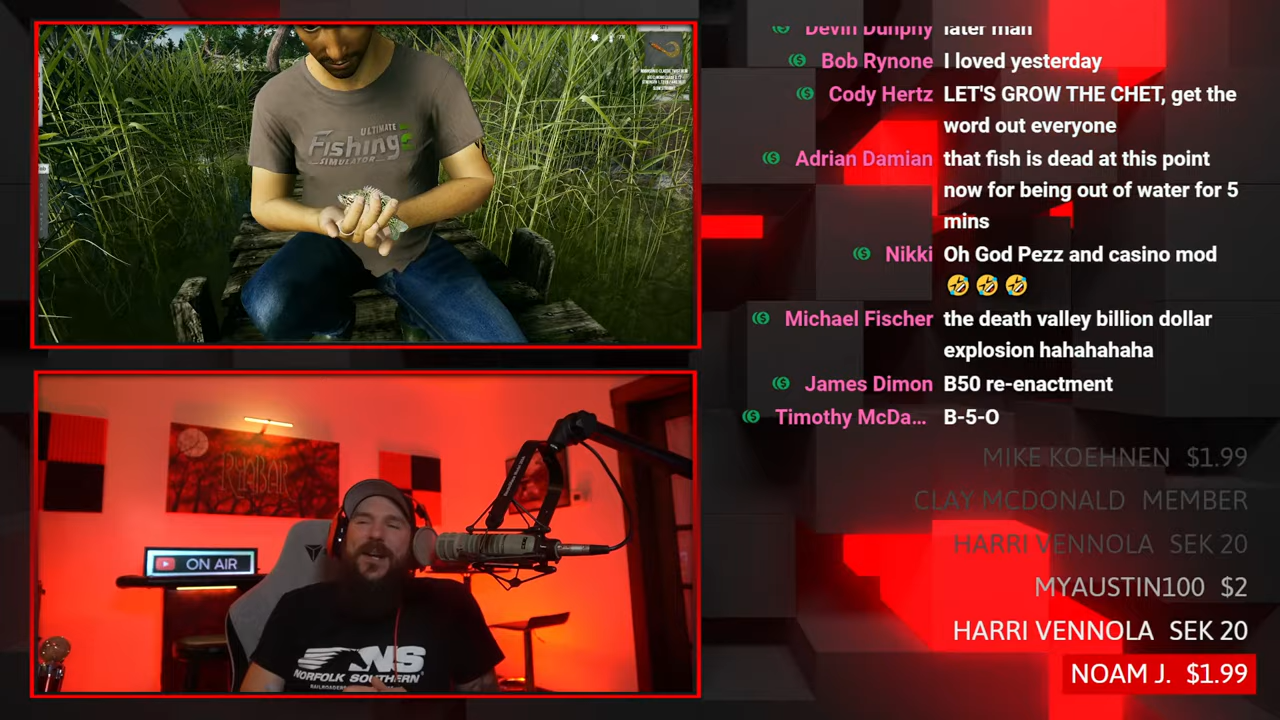 ULTIMATE
Fishing
SIMULATOR
RYABAR
ON AIR
NS
NORFOLK SOUTHERN
Devin Dunphy later man
Bob Rynone I loved yesterday
Cody Hertz LET'S GROW THE CHET, get the
word out everyone
Adrian Damian that fish is dead at this point
now for being out of water for 5
mins
Nikki Oh God Pezz and casino mod
🤣 🤣 🤣
Michael Fischer the death valley billion dollar
explosion hahahahaha
James Dimon B50 re-enactment
Timothy McDa... B-5-O
MIKE KOEHNEN $1.99
CLAY MCDONALD MEMBER
HARRI VENNOLA SEK 20
MYAUSTIN100 $2
HARRI VENNOLA SEK 20
NOAM J. $1.99